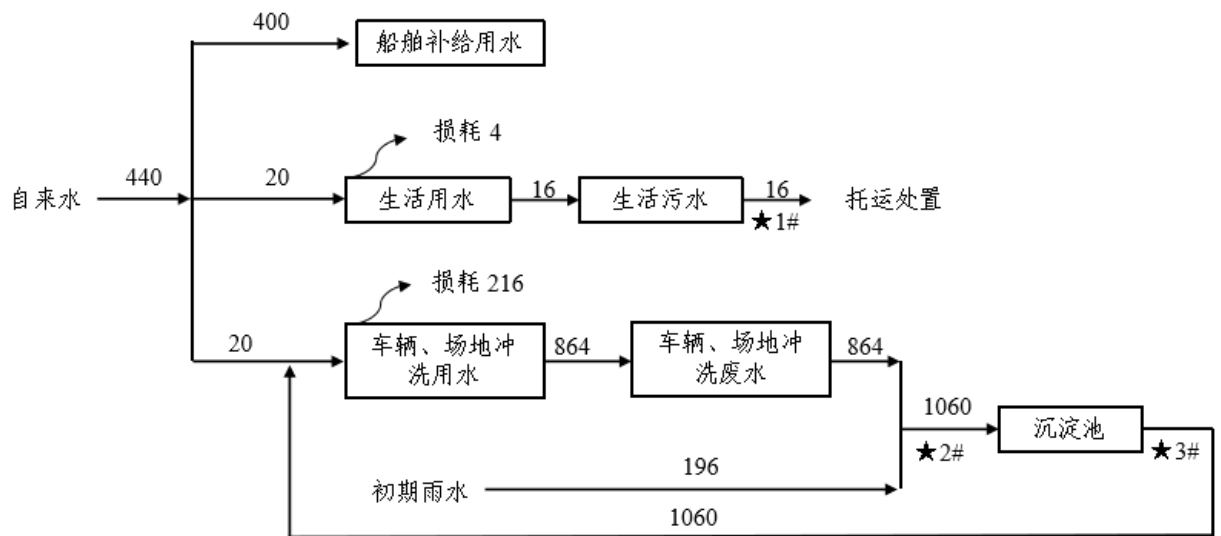 400
船舶补给用水
损耗 4
自来水
440
20
生活用水
16
生活污水
16
★1#
托运处置
损耗 216
20
车辆、场地冲
洗用水
864
车辆、场地冲
洗废水
864
1060
★2#
沉淀池
★3#
初期雨水
196
1060